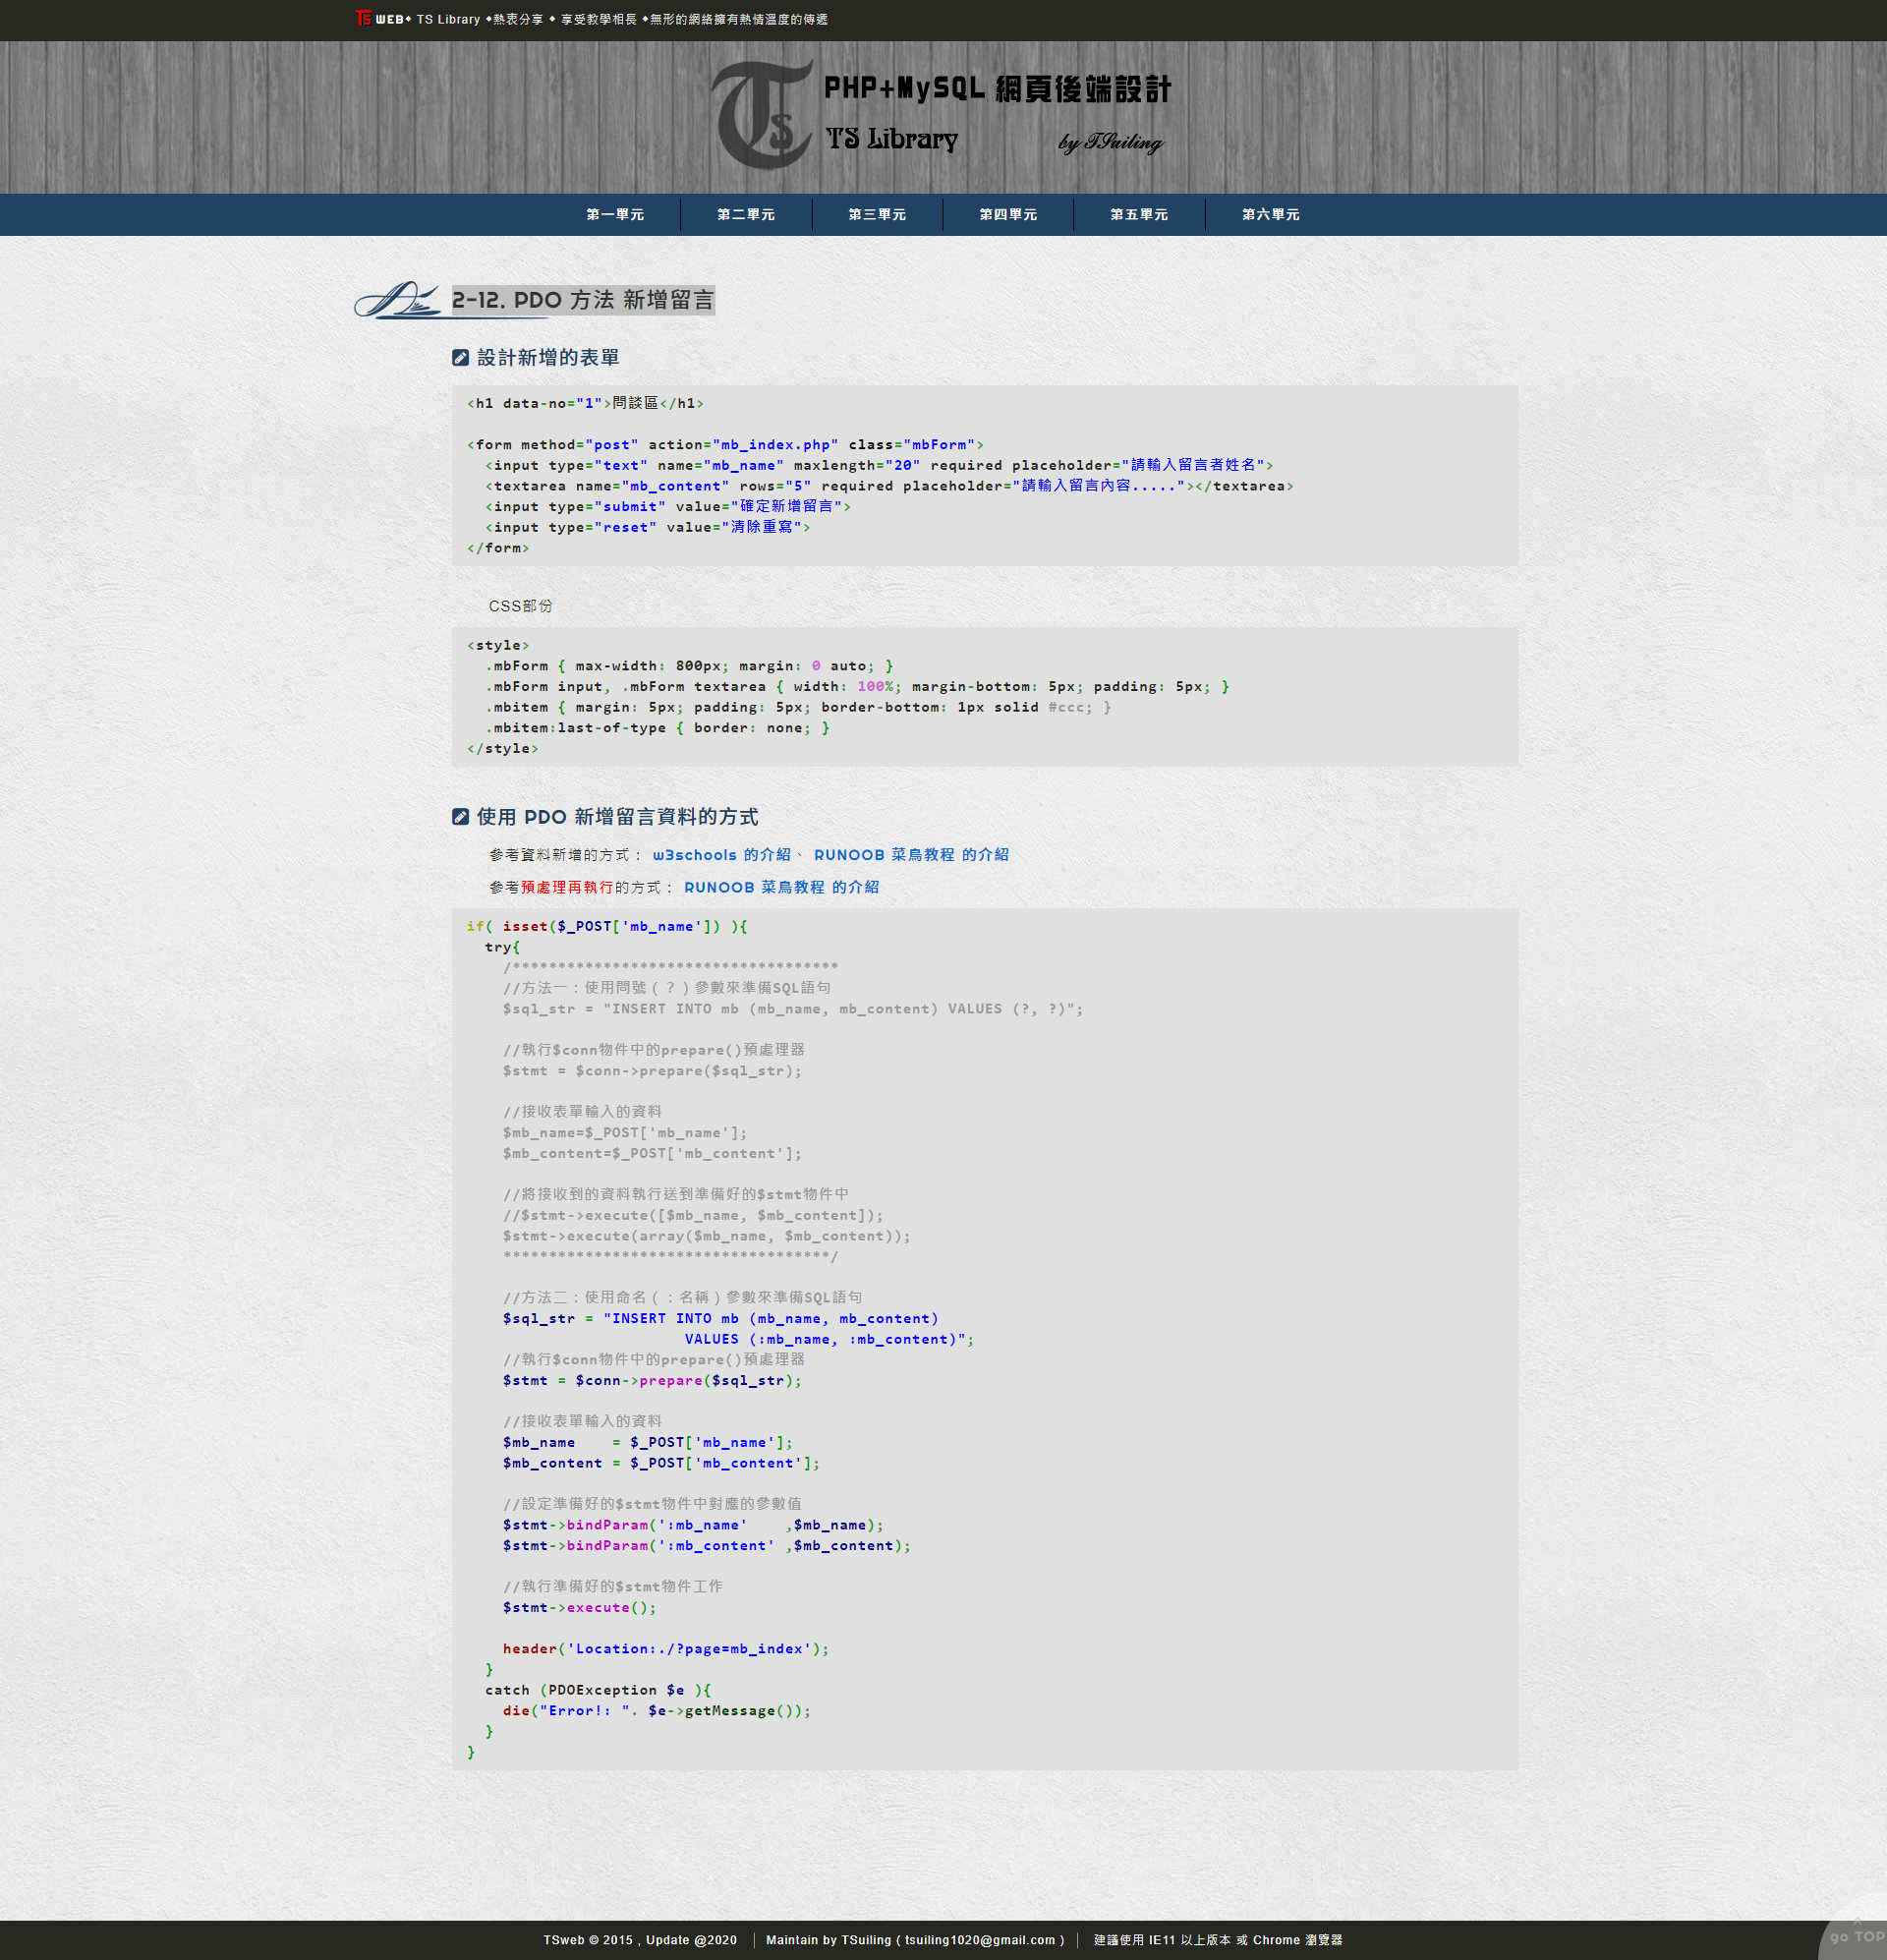 TS WEB◆ TS Library ◆熱衷分享 ◆ 享受教學相長 ◆無形的網絡擁有熱情溫度的傳遞
Ts
PHP+MySQL 網頁後端設計
TS Library by TSuiling
第一單元 第二單元 第三單元 第四單元 第五單元 第六單元
2-12. PDO 方法 新增留言
設計新增的表單
<h1 data-no="1">問談區</h1>
<form method="post" action="mb_index.php" class="mbForm">
<input type="text" name="mb_name" maxlength="20" required placeholder="請輸入留言者姓名">
<textarea name="mb_content" rows="5" required placeholder="請輸入留言內容....."></textarea>
<input type="submit" value="確定新增留言">
<input type="reset" value="清除重寫">
</form>
CSS部份
<style>
.mbForm { max-width: 800px; margin: 0 auto; }
.mbForm input, .mbForm textarea { width: 100%; margin-bottom: 5px; padding: 5px; }
.mbitem { margin: 5px; padding: 5px; border-bottom: 1px solid #ccc; }
.mbitem:last-of-type { border: none; }
</style>
使用 PDO 新增留言資料的方式
參考資料新增的方式： w3schools 的介紹、 RUNOOB 菜鳥教程 的介紹
參考預處理再執行的方式： RUNOOB 菜鳥教程 的介紹
if( isset($_POST['mb_name']) ){
try{
/************************************
//方法一：使用問號（？）參數來準備SQL語句
$sql_str = "INSERT INTO mb (mb_name, mb_content) VALUES (?, ?)";
//執行$conn物件中的prepare()預處理器
$stmt = $conn->prepare($sql_str);
//接收表單輸入的資料
$mb_name=$_POST['mb_name'];
$mb_content=$_POST['mb_content'];
//將接收到的資料執行送到準備好的$stmt物件中
//$stmt->execute([$mb_name, $mb_content]);
$stmt->execute(array($mb_name, $mb_content));
************************************/
//方法二：使用命名（：名稱）參數來準備SQL語句
$sql_str = "INSERT INTO mb (mb_name, mb_content)
VALUES (:mb_name, :mb_content)";
//執行$conn物件中的prepare()預處理器
$stmt = $conn->prepare($sql_str);
//接收表單輸入的資料
$mb_name    = $_POST['mb_name'];
$mb_content = $_POST['mb_content'];
//設定準備好的$stmt物件中對應的參數值
$stmt->bindParam(':mb_name'    ,$mb_name);
$stmt->bindParam(':mb_content' ,$mb_content);
//執行準備好的$stmt物件工作
$stmt->execute();
header('Location:./?page=mb_index');
}
catch (PDOException $e ){
die("Error!: ". $e->getMessage());
}
}
TSweb © 2015 , Update @2020 Maintain by TSuiling ( tsuiling1020@gmail.com ) 建議使用 IE11 以上版本 或 Chrome 瀏覽器
go TOP